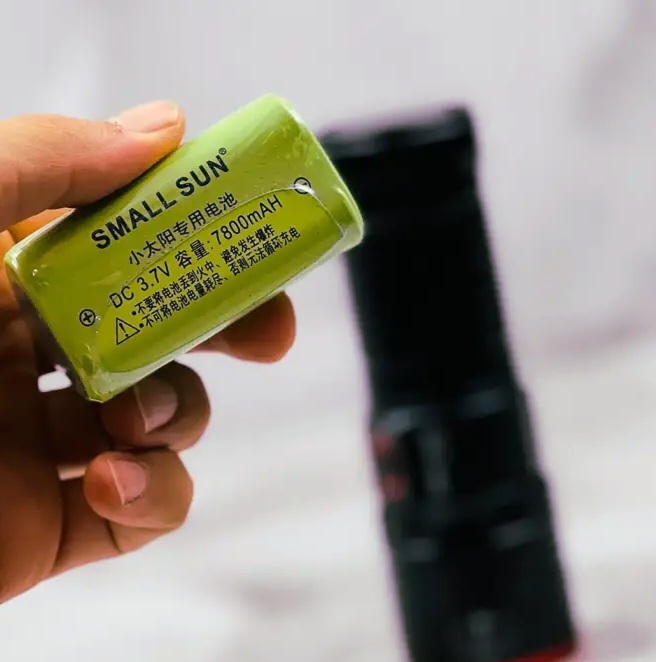 SMALL SUN®
小太阳专用电池
DC 3.7V 容量:7800mAH
•不要将电池丢到火中、避免发生爆炸
•不可将电池电量耗尽、否则无法循环充电